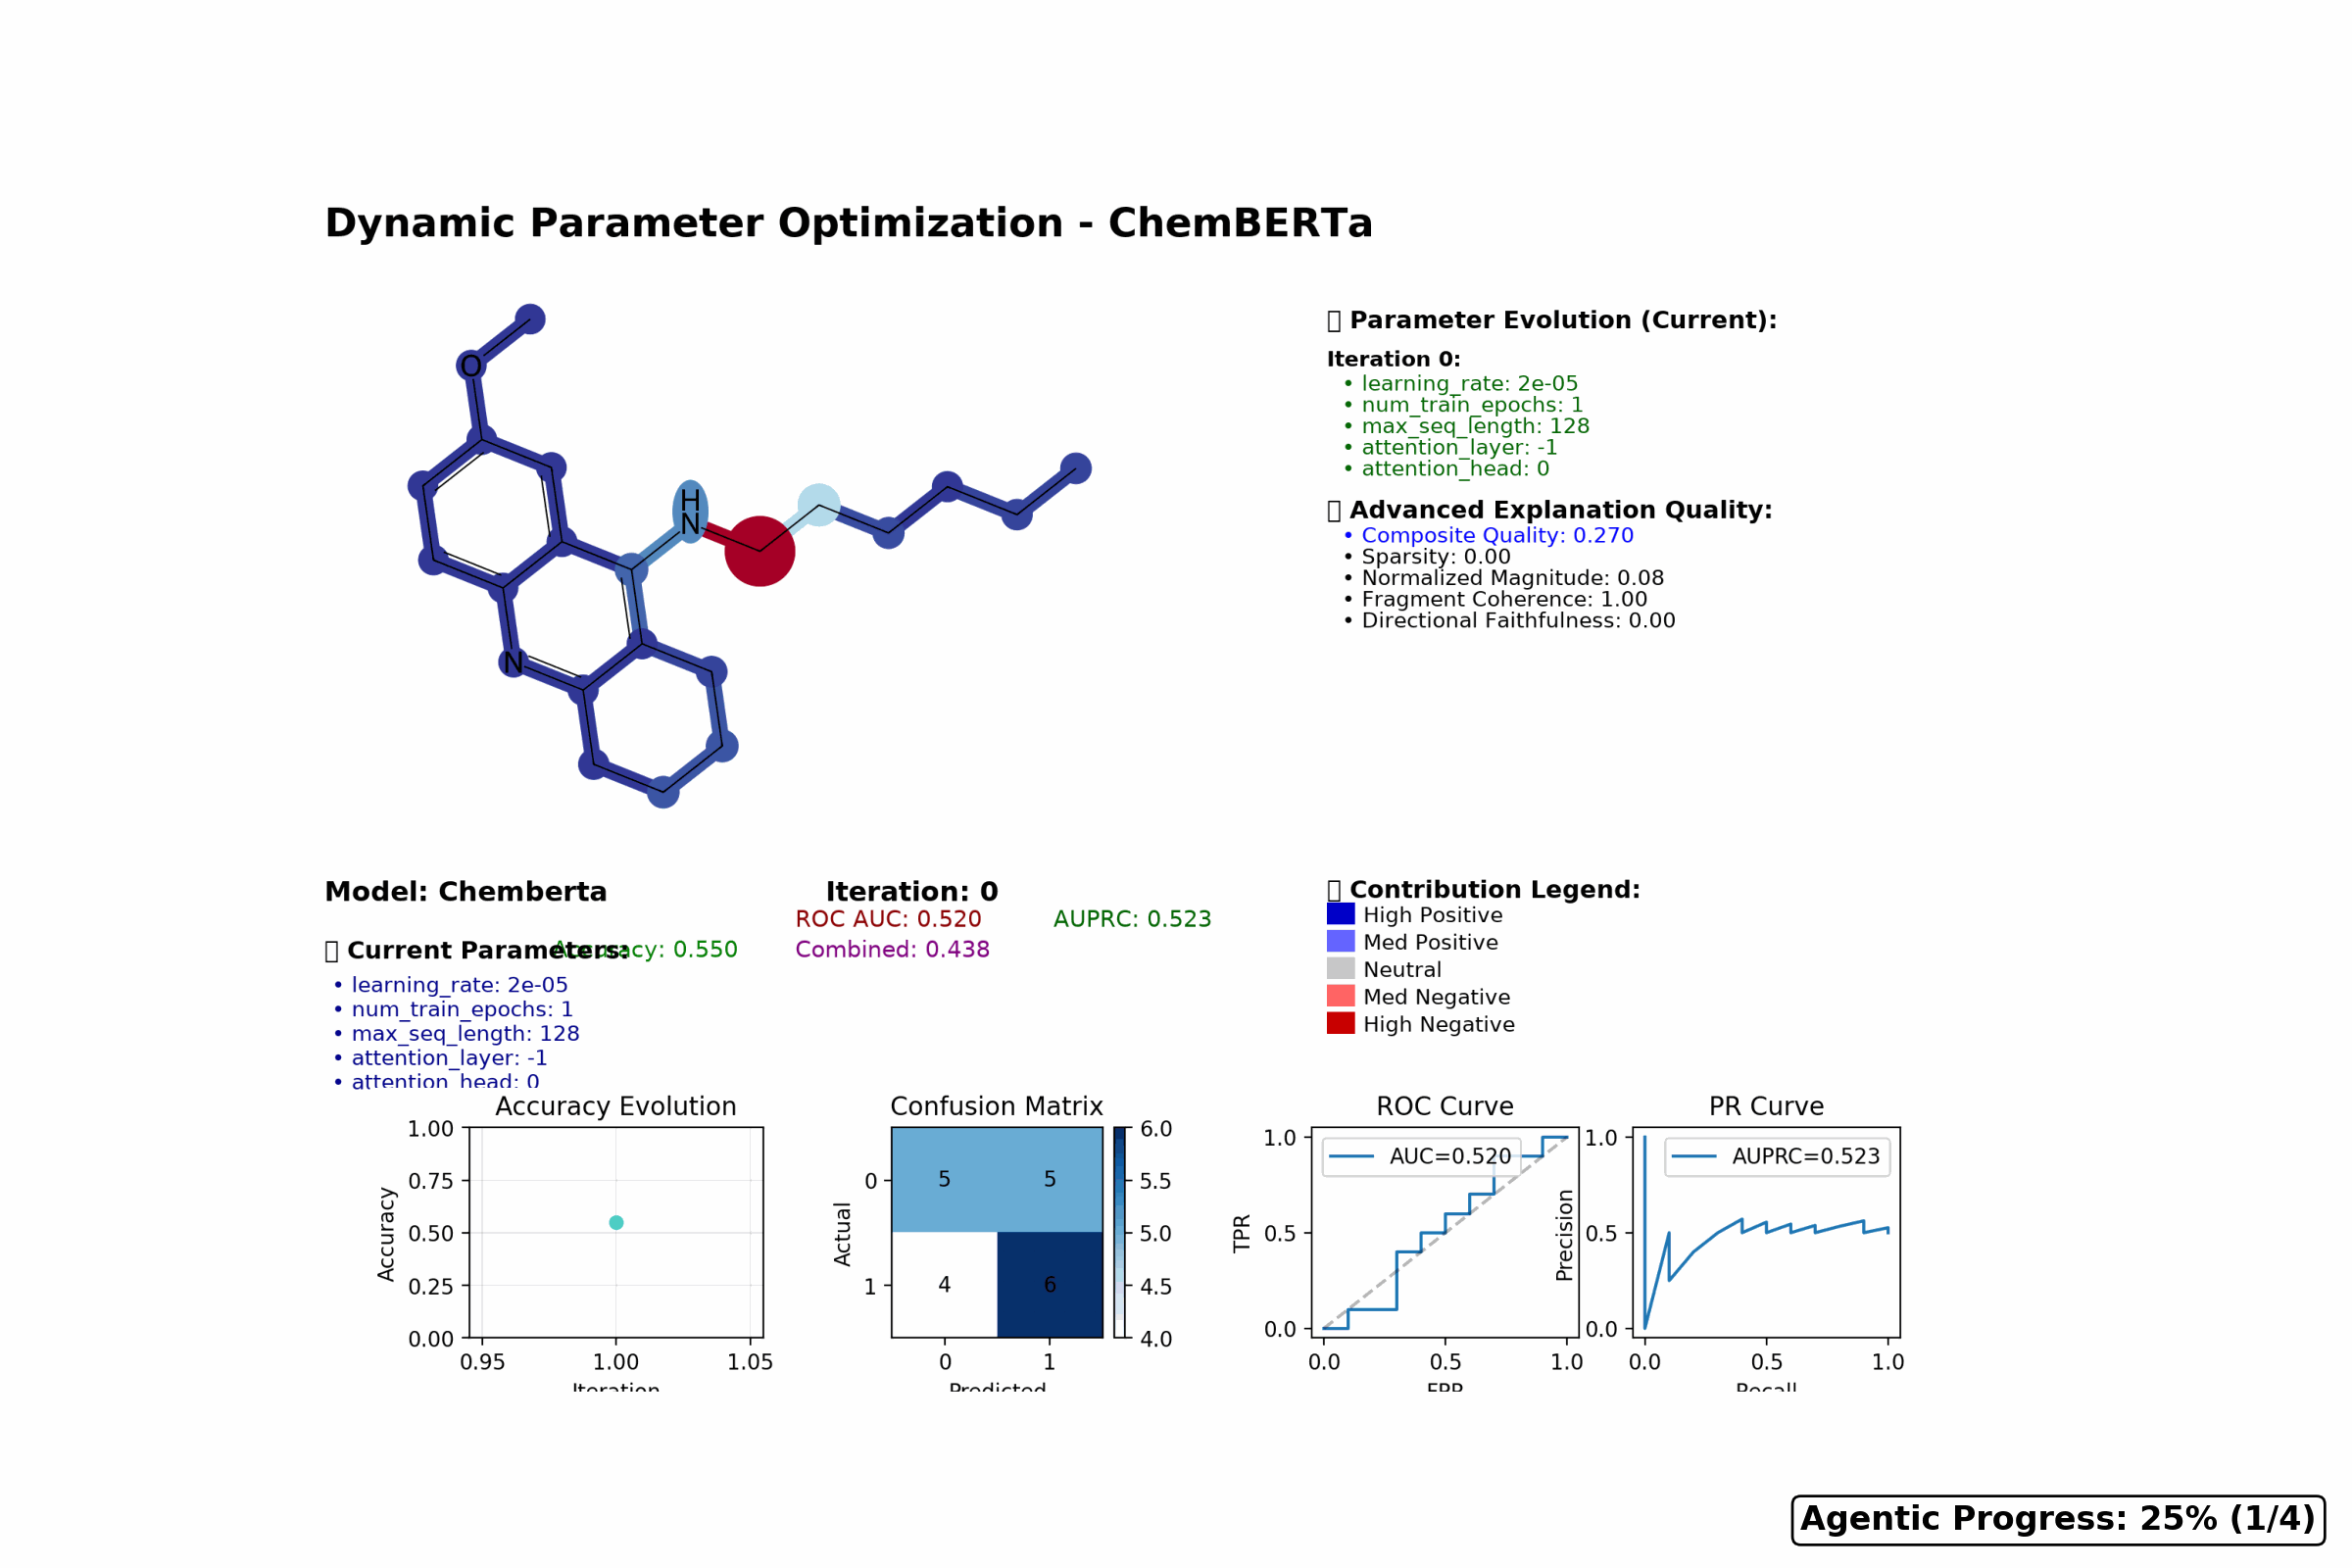 Dynamic Parameter Optimization - ChemBERTa
O
H
N
N
Parameter Evolution (Current):
Iteration 0:
• learning_rate: 2e-05
• num_train_epochs: 1
• max_seq_length: 128
• attention_layer: -1
• attention_head: 0
Advanced Explanation Quality:
• Composite Quality: 0.270
• Sparsity: 0.00
• Normalized Magnitude: 0.08
• Fragment Coherence: 1.00
• Directional Faithfulness: 0.00
Model: Chemberta
Iteration: 0
ROC AUC: 0.520
AUPRC: 0.523
Current Parameters:
Accuracy: 0.550
Combined: 0.438
• learning_rate: 2e-05
• num_train_epochs: 1
• max_seq_length: 128
• attention_layer: -1
• attention_head: 0
Contribution Legend:
High Positive
Med Positive
Neutral
Med Negative
High Negative
Accuracy Evolution
1.00
0.75
0.50
0.25
0.00
Accuracy
0.95
1.00
1.05
Iteration
Confusion Matrix
Actual
0
1
5
5
4
6
0
1
Predicted
6.0
5.5
5.0
4.5
4.0
ROC Curve
AUC=0.520
TPR
1.0
0.5
0.0
0.0
0.5
1.0
FPR
PR Curve
AUPRC=0.523
Precision
1.0
0.5
0.0
0.0
0.5
1.0
Recall
Agentic Progress: 25% (1/4)